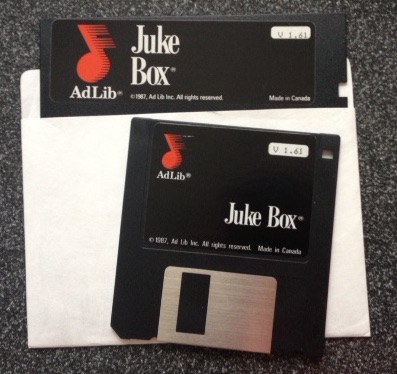 Juke
Box®
V 1.61
AdLib®
©1987, Ad Lib Inc. All rights reserved. Made in Canada
V 1.61
AdLib®
Juke Box®
©1987, Ad Lib Inc. All rights reserved. Made in Canada